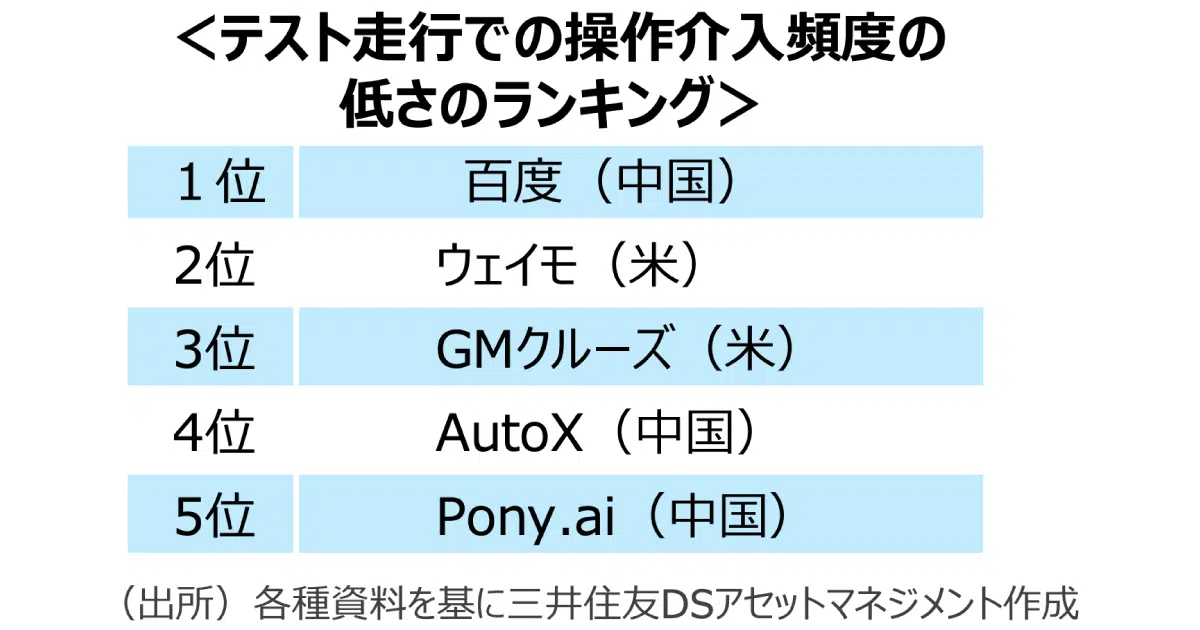 ＜テスト走行での操作介入頻度の
低さのランキング＞
１位 百度（中国）
2位 ウェイモ（米）
3位 GMクルーズ（米）
4位 AutoX（中国）
5位 Pony.ai（中国）
（出所）各種資料を基に三井住友DSアセットマネジメント作成